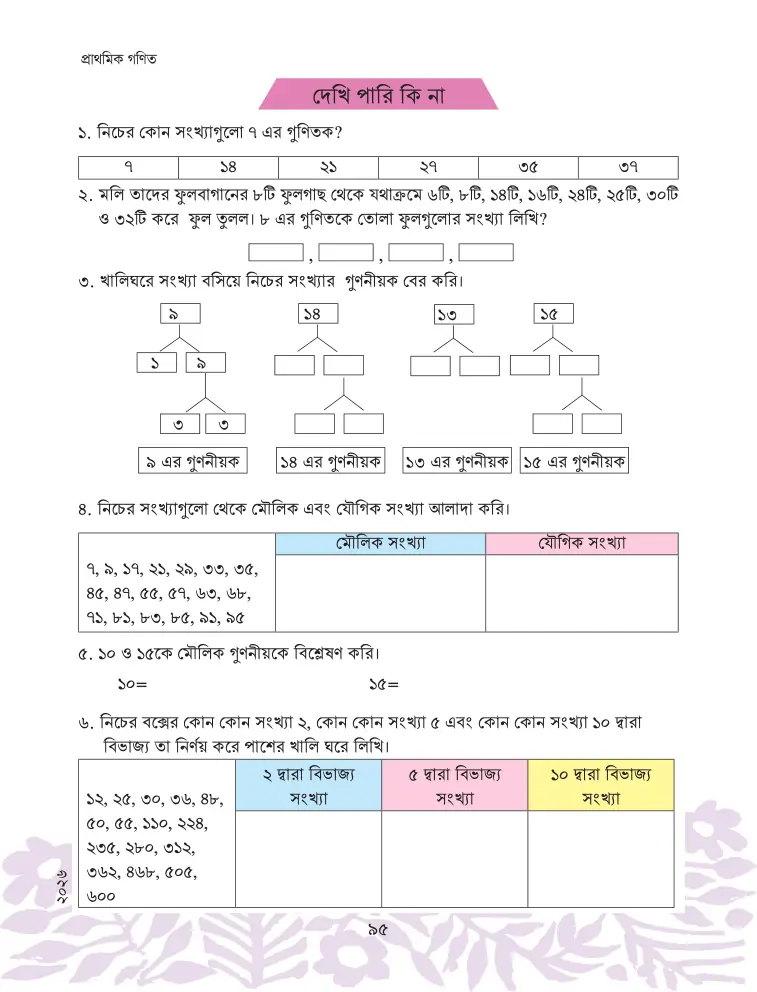 প্রাথমিক গণিত
দেখি পারি কি না
১. নিচের কোন সংখ্যাগুলো ৭ এর গুণিতক?
৭ ১৪ ২১ ২৭ ৩৫ ৩৭
২. মলি তাদের ফুলবাগানের ৮টি ফুলগাছ থেকে যথাক্রমে ৬টি, ৮টি, ১৪টি, ১৬টি, ২৪টি, ২৫টি, ৩০টি
ও ৩২টি করে ফুল তুলল। ৮ এর গুণিতকে তোলা ফুলগুলোর সংখ্যা লিখি?
, , ,
৩. খালিঘরে সংখ্যা বসিয়ে নিচের সংখ্যার গুণনীয়ক বের করি।
৯ ১৪ ১৩ ১৫
১ ৯
৩ ৩
৯ এর গুণনীয়ক ১৪ এর গুণনীয়ক ১৩ এর গুণনীয়ক ১৫ এর গুণনীয়ক
৪. নিচের সংখ্যাগুলো থেকে মৌলিক এবং যৌগিক সংখ্যা আলাদা করি।
মৌলিক সংখ্যা যৌগিক সংখ্যা
৭, ৯, ১৭, ২১, ২৯, ৩৩, ৩৫,
৪৫, ৪৭, ৫৫, ৫৭, ৬৩, ৬৮,
৭১, ৮১, ৮৩, ৮৫, ৯১, ৯৫
৫. ১০ ও ১৫কে মৌলিক গুণনীয়কে বিশ্লেষণ করি।
১০= ১৫=
৬. নিচের বক্সের কোন কোন সংখ্যা ২, কোন কোন সংখ্যা ৫ এবং কোন কোন সংখ্যা ১০ দ্বারা
বিভাজ্য তা নির্ণয় করে পাশের খালি ঘরে লিখি।
২ দ্বারা বিভাজ্য ৫ দ্বারা বিভাজ্য ১০ দ্বারা বিভাজ্য
সংখ্যা সংখ্যা সংখ্যা
১২, ২৫, ৩০, ৩৬, ৪৮,
৫০, ৫৫, ১১০, ২২৪,
২৩৫, ২৮০, ৩১২,
৩৬২, ৪৬৮, ৫০৫,
৬০০
২০২৬
৯৫